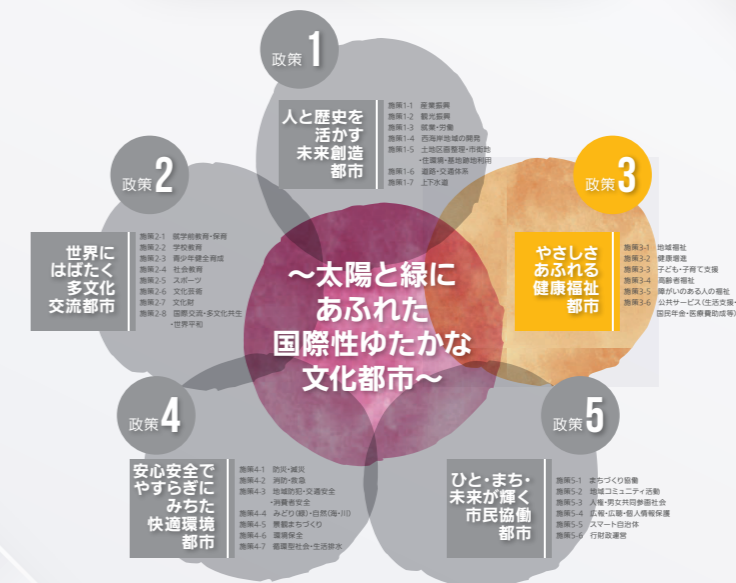 政策1
人と歴史を
活かす
未来創造
都市
施策1-1 産業振興
施策1-2 観光振興
施策1-3 就業・労働
施策1-4 西海岸地域の開発
施策1-5 土地区画整理・市街地
・住環境・基地跡地利用
施策1-6 道路・交通体系
施策1-7 上下水道
政策2
世界に
はばたく
多文化
交流都市
施策2-1 就学前教育・保育
施策2-2 学校教育
施策2-3 青少年健全育成
施策2-4 社会教育
施策2-5 スポーツ
施策2-6 文化芸術
施策2-7 文化財
施策2-8 国際交流・多文化共生
・世界平和
政策3
やさしさ
あふれる
健康福祉
都市
施策3-1 地域福祉
施策3-2 健康増進
施策3-3 子ども・子育て支援
施策3-4 高齢者福祉
施策3-5 障がいのある人の福祉
施策3-6 公共サービス(生活支援・
国民年金・医療費助成等)
〜太陽と緑に
あふれた
国際性ゆたかな
文化都市〜
政策4
安心安全で
やすらぎに
みちた
快適環境
都市
施策4-1 防災・減災
施策4-2 消防・救急
施策4-3 地域防犯・交通安全
・消費者安全
施策4-4 みどり(緑)・自然(海・川)
施策4-5 景観まちづくり
施策4-6 環境保全
施策4-7 循環型社会・生活排水
政策5
ひと・まち・
未来が輝く
市民協働
都市
施策5-1 まちづくり協働
施策5-2 地域コミュニティ活動
施策5-3 人権・男女共同参画社会
施策5-4 広報・広聴・個人情報保護
施策5-5 スマート自治体
施策5-6 行財政運営